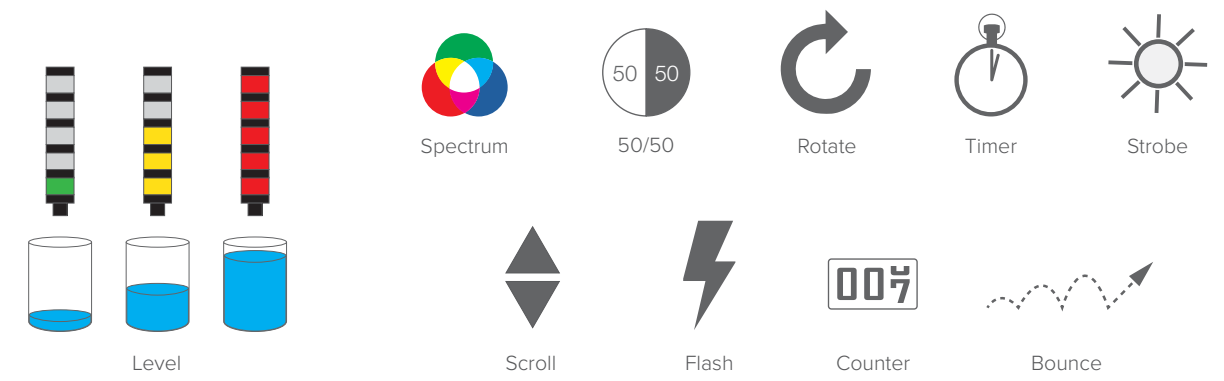 50 50
Spectrum
50/50
Rotate
Timer
Strobe
Level
007
Scroll
Flash
Counter
Bounce